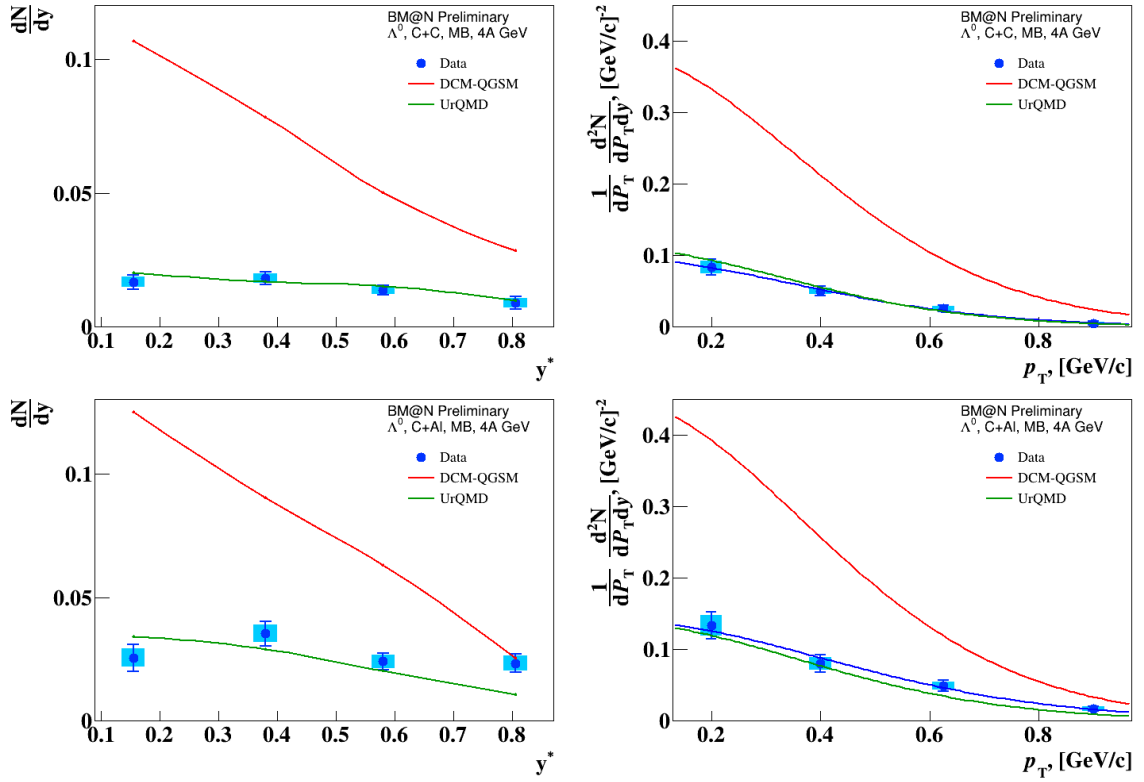 dN
dy
BM@N Preliminary
Λ⁰, C+C, MB, 4A GeV
Data
DCM-QGSM
UrQMD
0.1
0.05
0
0.1 0.2 0.3 0.4 0.5 0.6 0.7 0.8
y*
1 d²N
dP_T dP_Tdy, [GeV/c]⁻²
BM@N Preliminary
Λ⁰, C+C, MB, 4A GeV
Data
DCM-QGSM
UrQMD
0.4
0.3
0.2
0.1
0
0.2 0.4 0.6 0.8
p_T, [GeV/c]
dN
dy
BM@N Preliminary
Λ⁰, C+Al, MB, 4A GeV
Data
DCM-QGSM
UrQMD
0.1
0.05
0
0.1 0.2 0.3 0.4 0.5 0.6 0.7 0.8
y*
1 d²N
dP_T dP_Tdy, [GeV/c]⁻²
BM@N Preliminary
Λ⁰, C+Al, MB, 4A GeV
Data
DCM-QGSM
UrQMD
0.4
0.3
0.2
0.1
0
0.2 0.4 0.6 0.8
p_T, [GeV/c]